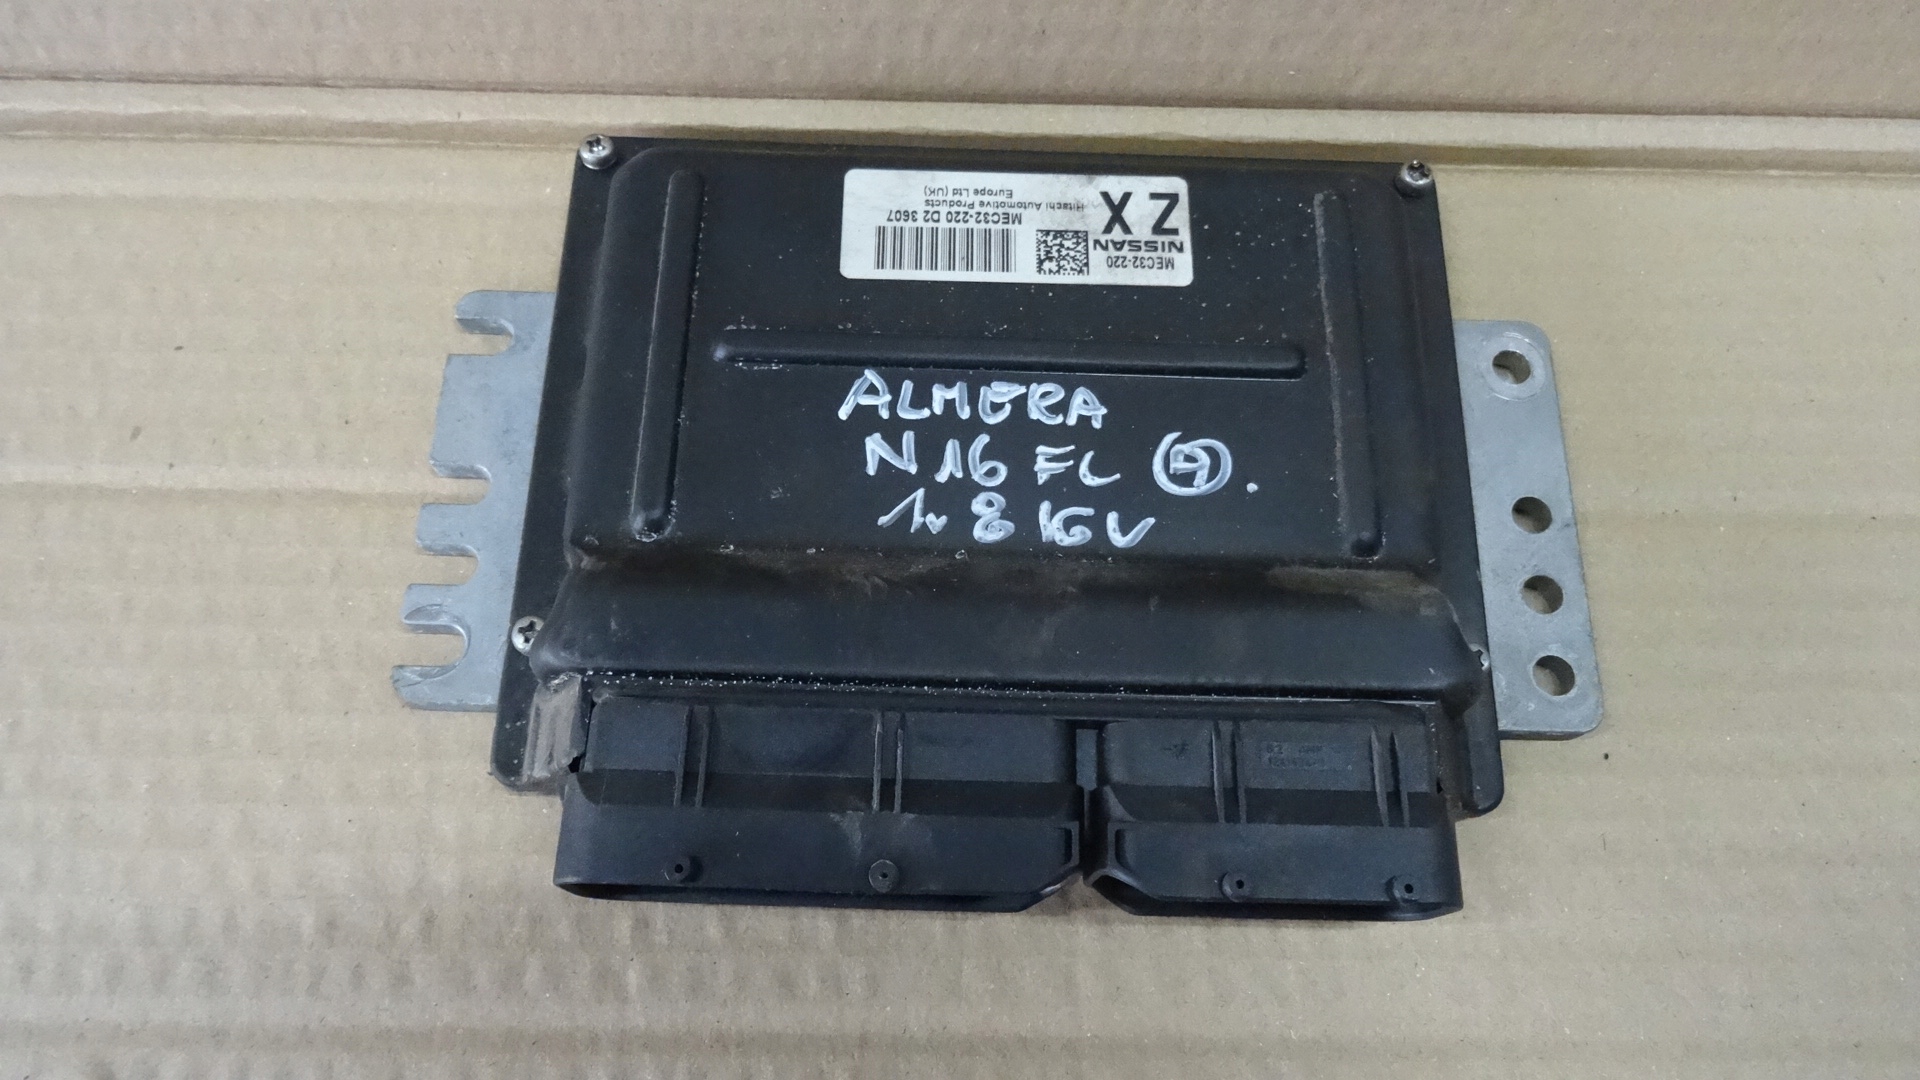 MEC32-220
NISSAN
ZX
MEC32-220 D2 3607
Hitachi Automotive Products
Europe Ltd (UK)
ALMERA
N16 FL
1.8 16V